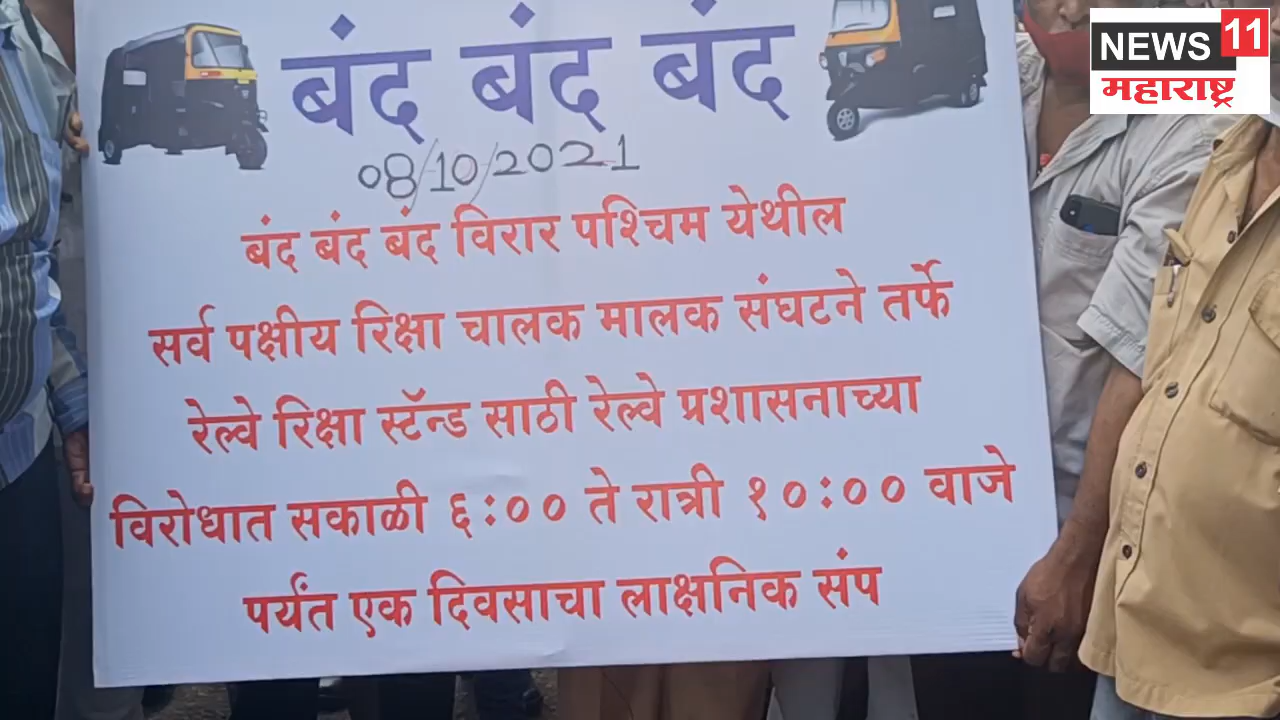 NEWS 11
महाराष्ट्र
बंद बंद बंद
08/10/2021
बंद बंद बंद विरार पश्चिम येथील
सर्व पक्षीय रिक्षा चालक मालक संघटने तर्फे
रेल्वे रिक्षा स्टॅन्ड साठी रेल्वे प्रशासनाच्या
विरोधात सकाळी ६:०० ते रात्री १०:०० वाजे
पर्यंत एक दिवसाचा लाक्षनिक संप